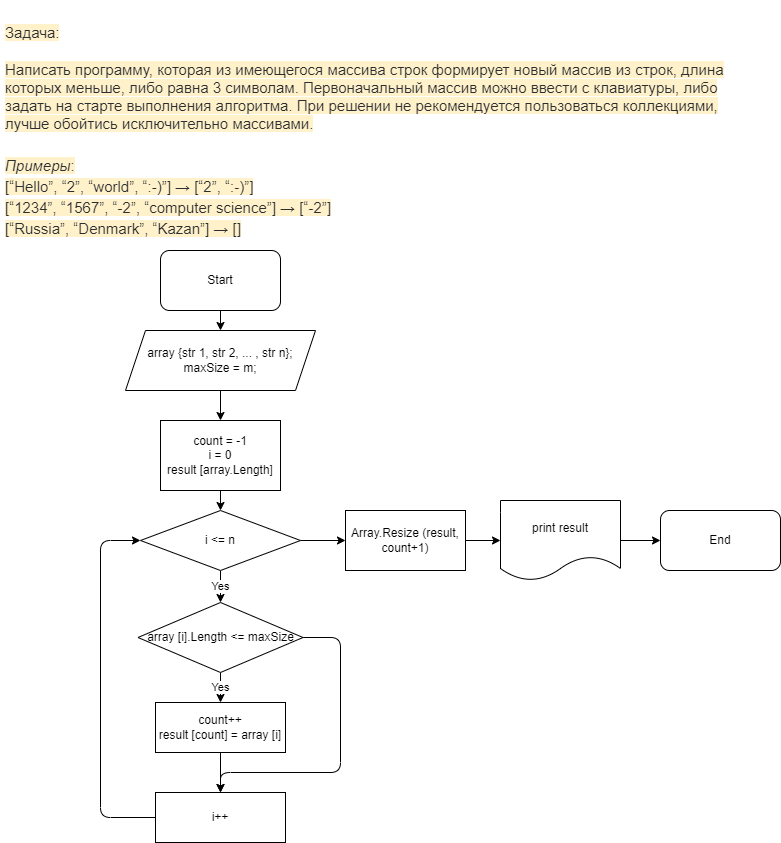 Задача:
Написать программу, которая из имеющегося массива строк формирует новый массив из строк, длина
которых меньше, либо равна 3 символам. Первоначальный массив можно ввести с клавиатуры, либо
задать на старте выполнения алгоритма. При решении не рекомендуется пользоваться коллекциями,
лучше обойтись исключительно массивами.
Примеры:
[“Hello”, “2”, “world”, “:-)”] → [“2”, “:-)”]
[“1234”, “1567”, “-2”, “computer science”] → [“-2”]
[“Russia”, “Denmark”, “Kazan”] → []
Start
array {str 1, str 2, ... , str n};
maxSize = m;
count = -1
i = 0
result [array.Length]
i <= n
Array.Resize (result,
count+1)
print result
End
Yes
array [i].Length <= maxSize
Yes
count++
result [count] = array [i]
i++